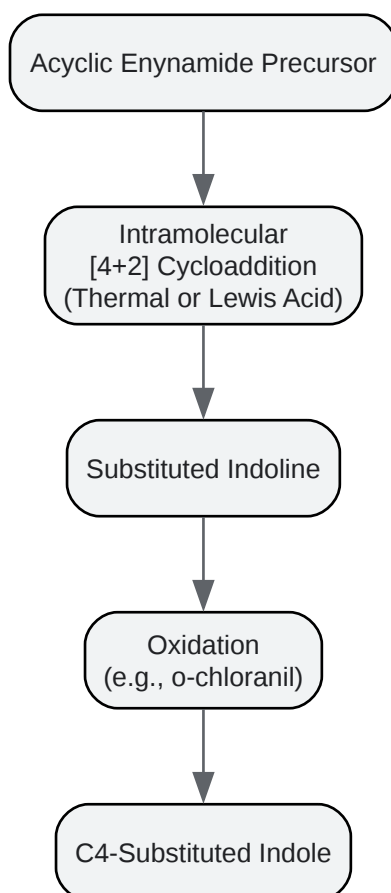 Acyclic Enynamide Precursor
Intramolecular
[4+2] Cycloaddition
(Thermal or Lewis Acid)
Substituted Indoline
Oxidation
(e.g., o-chloranil)
C4-Substituted Indole